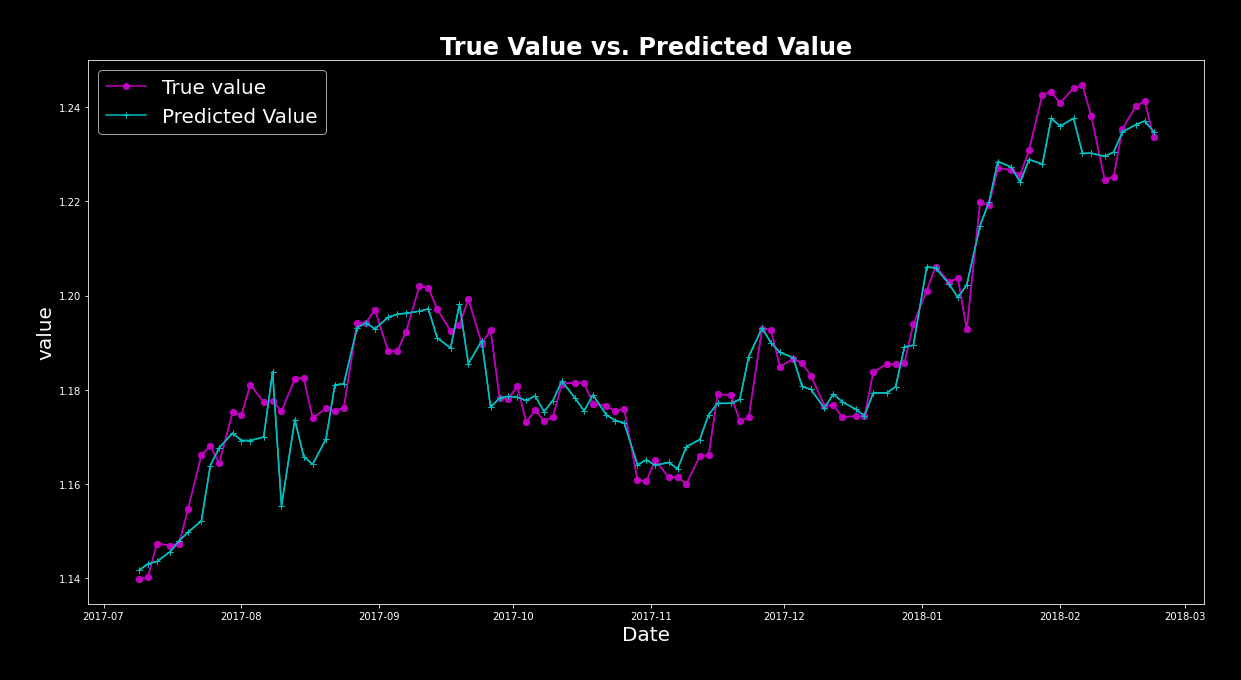 True Value vs. Predicted Value
True value
Predicted Value
1.24
1.22
1.20
1.18
1.16
1.14
value
2017-07 2017-08 2017-09 2017-10 2017-11 2017-12 2018-01 2018-02 2018-03
Date